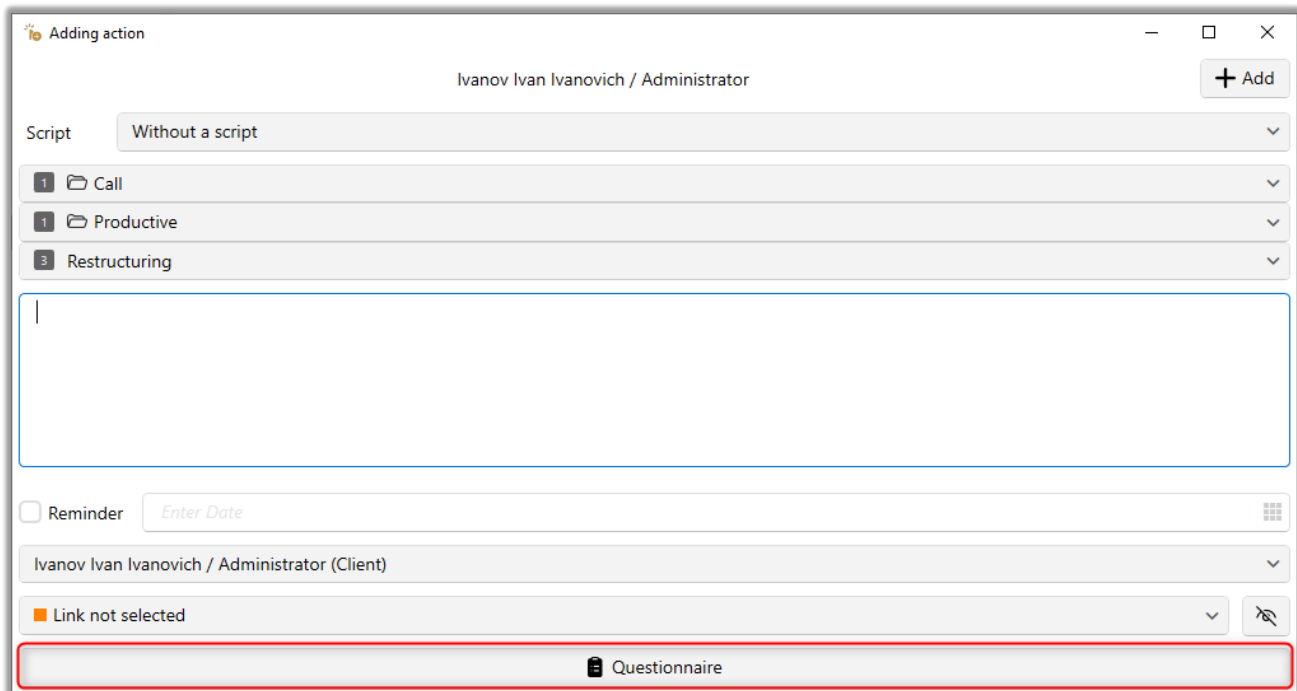 Adding action
Ivanov Ivan Ivanovich / Administrator
Add
Script Without a script
1 Call
1 Productive
3 Restructuring
Reminder Enter Date
Ivanov Ivan Ivanovich / Administrator (Client)
Link not selected
Questionnaire